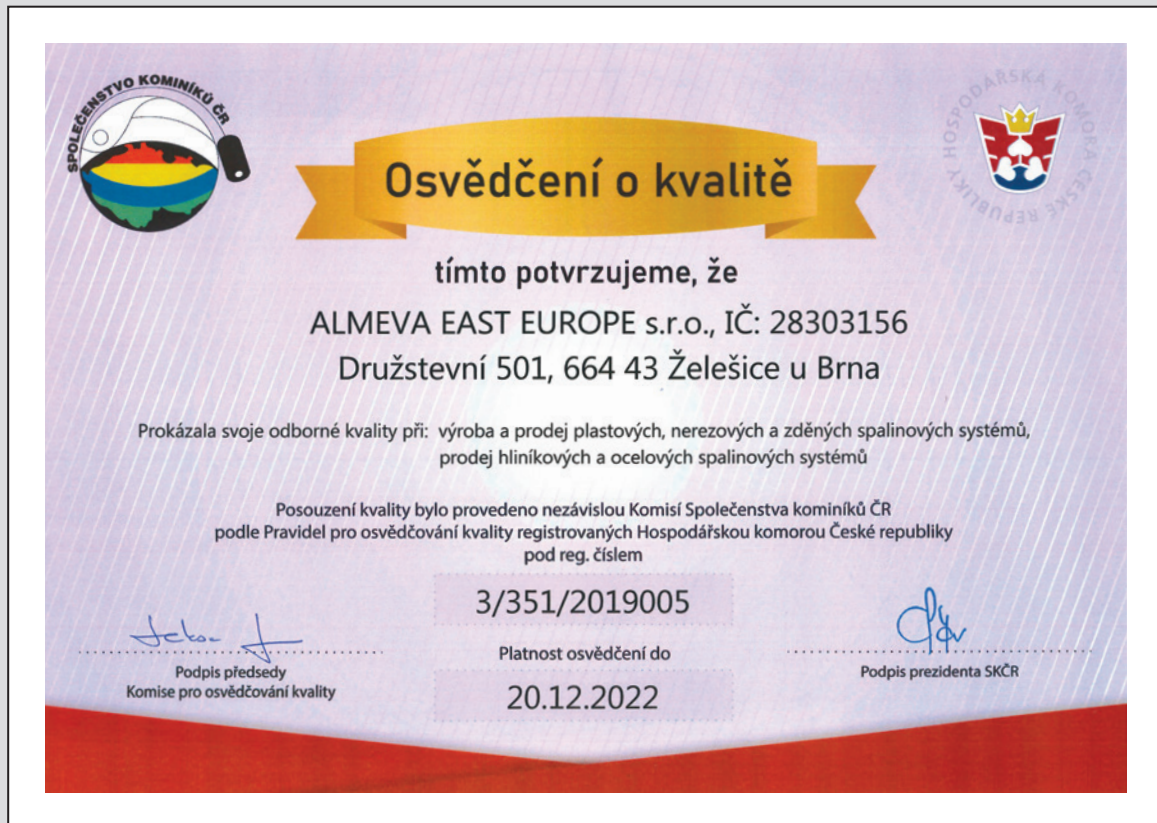 SPOLEČENSTVO KOMINÍKŮ ČR
HOSPODÁŘSKÁ KOMORA ČESKÉ REPUBLIKY
Osvědčení o kvalitě
tímto potvrzujeme, že
ALMEVA EAST EUROPE s.r.o., IČ: 28303156
Družstevní 501, 664 43 Želešice u Brna
Prokázala svoje odborné kvality při: výroba a prodej plastových, nerezových a zděných spalinových systémů,
prodej hliníkových a ocelových spalinových systémů
Posouzení kvality bylo provedeno nezávislou Komisí Společenstva kominíků ČR
podle Pravidel pro osvědčování kvality registrovaných Hospodářskou komorou České republiky
pod reg. číslem
3/351/2019005
Platnost osvědčení do
20.12.2022
Podpis předsedy
Komise pro osvědčování kvality
Podpis prezidenta SKČR